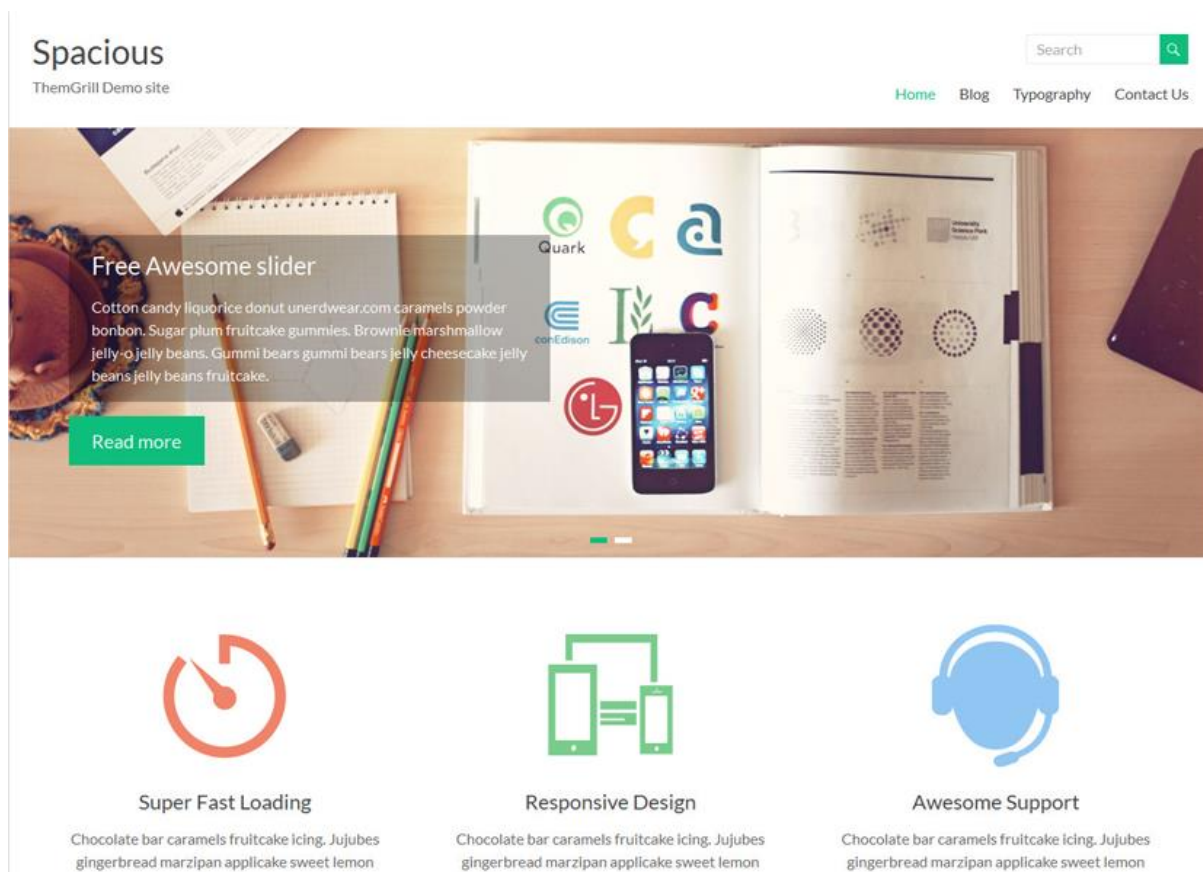 Spacious
ThemGrill Demo site
Search
Home Blog Typography Contact Us
Quark
conEdison
University
Science Park
Free Awesome slider
Cotton candy liquorice donut unerdwear.com caramels powder
bonbon. Sugar plum fruitcake gummies. Brownie marshmallow
jelly-o jelly beans. Gummi bears gummi bears jelly cheesecake jelly
beans jelly beans fruitcake.
Read more
Super Fast Loading
Chocolate bar caramels fruitcake icing. Jujubes
gingerbread marzipan applicake sweet lemon
Responsive Design
Chocolate bar caramels fruitcake icing. Jujubes
gingerbread marzipan applicake sweet lemon
Awesome Support
Chocolate bar caramels fruitcake icing. Jujubes
gingerbread marzipan applicake sweet lemon